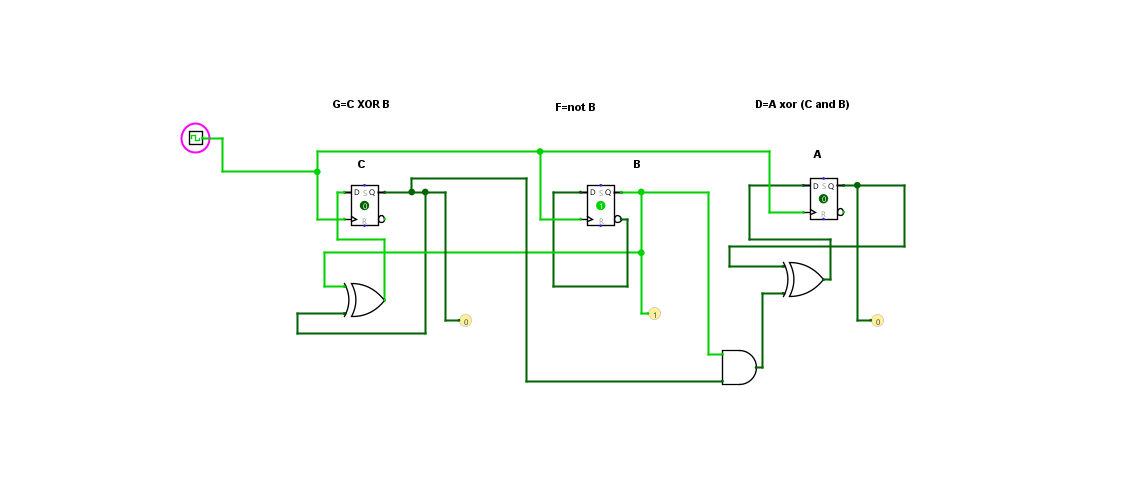 G=C XOR B
F=not B
D=A xor (C and B)
C
B
A
D S Q
0
R
D S Q
1
R
D S Q
0
R
0
1
0